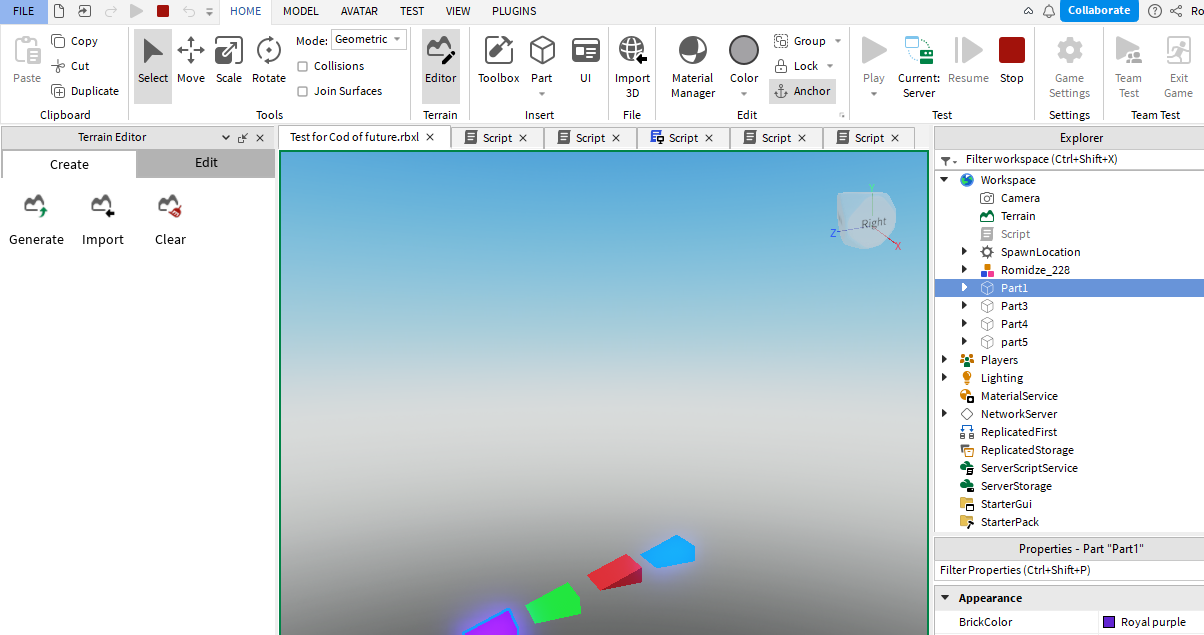 FILE HOME MODEL AVATAR TEST VIEW PLUGINS Collaborate Ro
Paste Copy Cut Duplicate
Clipboard
Select Move Scale Rotate
Mode: Geometric
Collisions
Join Surfaces
Tools
Editor
Terrain
Toolbox Part UI
Insert
Import 3D
File
Material Manager Color
Group
Lock
Anchor
Edit
Play Current: Server Resume Stop
Test
Game Settings
Settings
Team Test Exit Game
Team Test
Terrain Editor
Create Edit
Generate Import Clear
Test for Cod of future.rbxl Script Script Script Script Script
Y
Right
Z
X
Explorer
Filter workspace (Ctrl+Shift+X)
Workspace
Camera
Terrain
Script
SpawnLocation
Romidze_228
Part1
Part3
Part4
part5
Players
Lighting
MaterialService
NetworkServer
ReplicatedFirst
ReplicatedStorage
ServerScriptService
ServerStorage
StarterGui
StarterPack
Properties - Part "Part1"
Filter Properties (Ctrl+Shift+P)
Appearance
BrickColor Royal purple